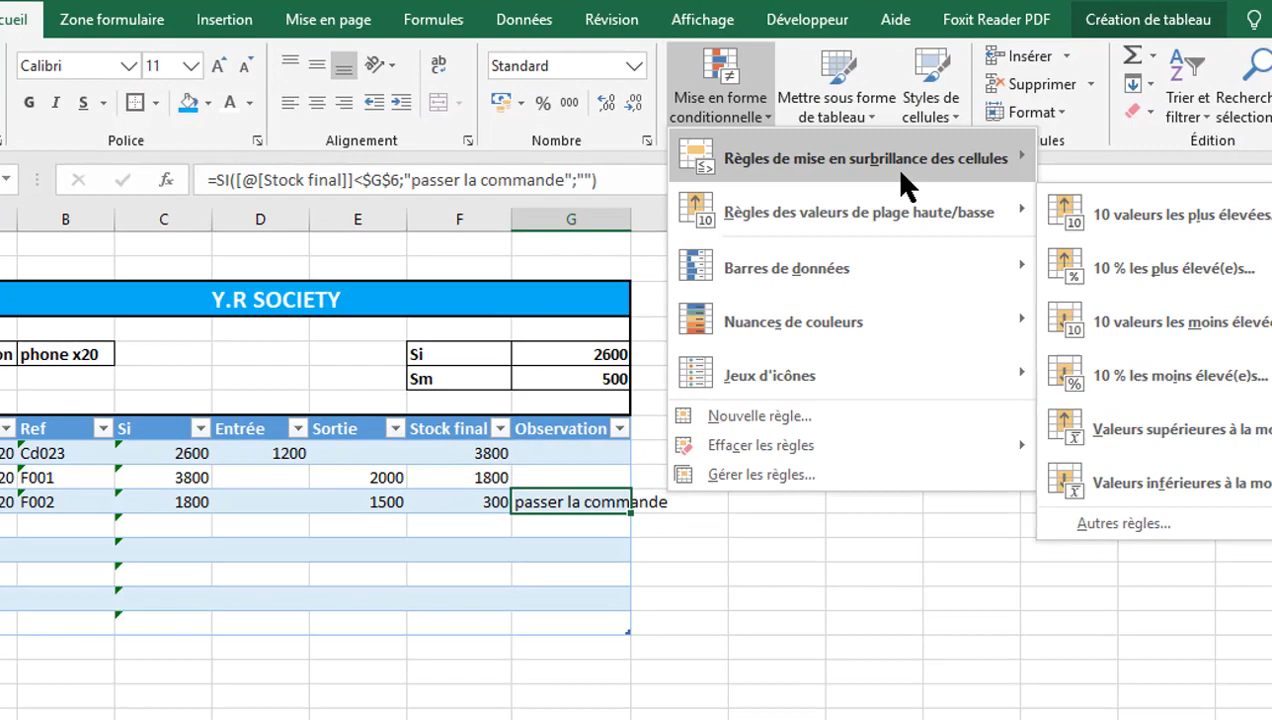 cueil Zone formulaire Insertion Mise en page Formules Données Révision Affichage Développeur Aide Foxit Reader PDF Création de tableau
Calibri 11 A A ab Standard Insérer Σ
G I S A % 000 Mise en forme conditionnelle Mettre sous forme de tableau Styles de cellules Supprimer Trier et filtrer Recherch sélection
Format
Police Alignement Nombre ules Édition
fx =SI([@[Stock final]]<$G$6;"passer la commande";"")
B C D E F G
Y.R SOCIETY
on phone x20 Si 2600
Sm 500
Ref Si Entrée Sortie Stock final Observation
20 Cd023 2600 1200 3800
20 F001 3800 2000 1800
20 F002 1800 1500 300 passer la commande
Règles de mise en surbrillance des cellules
Règles des valeurs de plage haute/basse
Barres de données
Nuances de couleurs
Jeux d'icônes
Nouvelle règle...
Effacer les règles
Gérer les règles...
10 valeurs les plus élevées
10 % les plus élevé(e)s...
10 valeurs les moins élevé
10 % les moins élevé(e)s...
Valeurs supérieures à la mo
Valeurs inférieures à la mo
Autres règles...